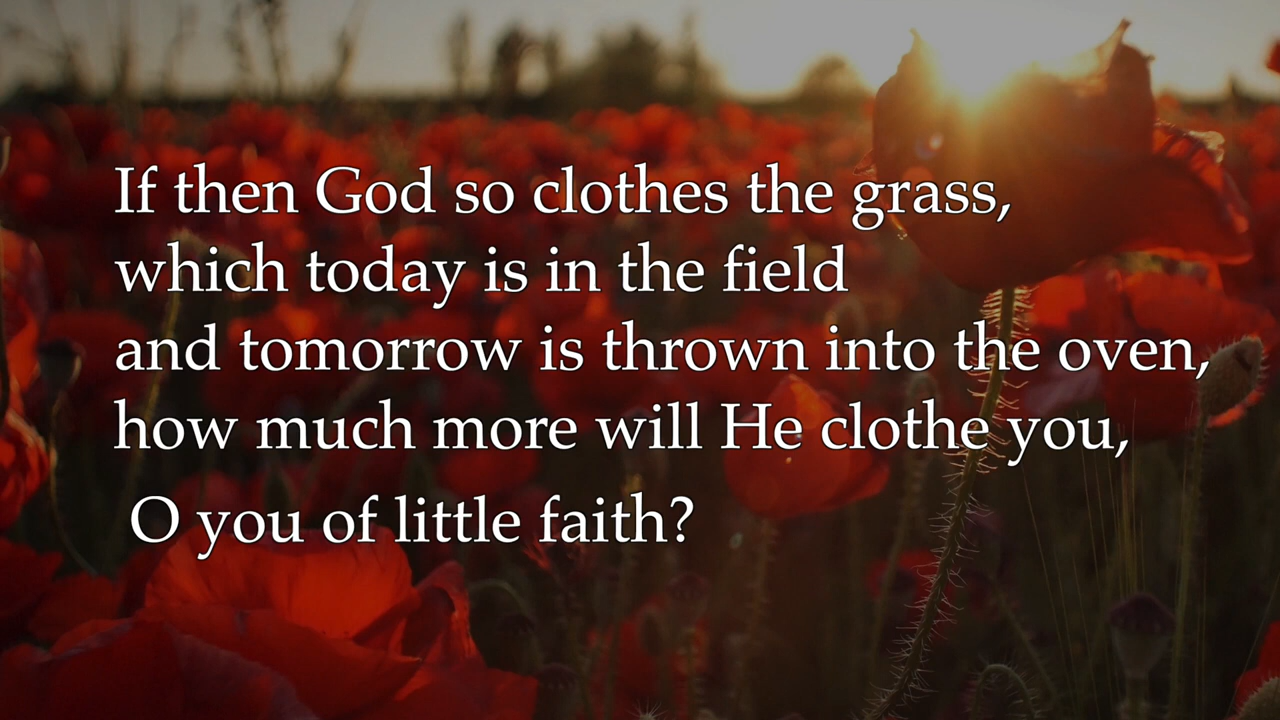 If then God so clothes the grass,
which today is in the field
and tomorrow is thrown into the oven,
how much more will He clothe you,
O you of little faith?